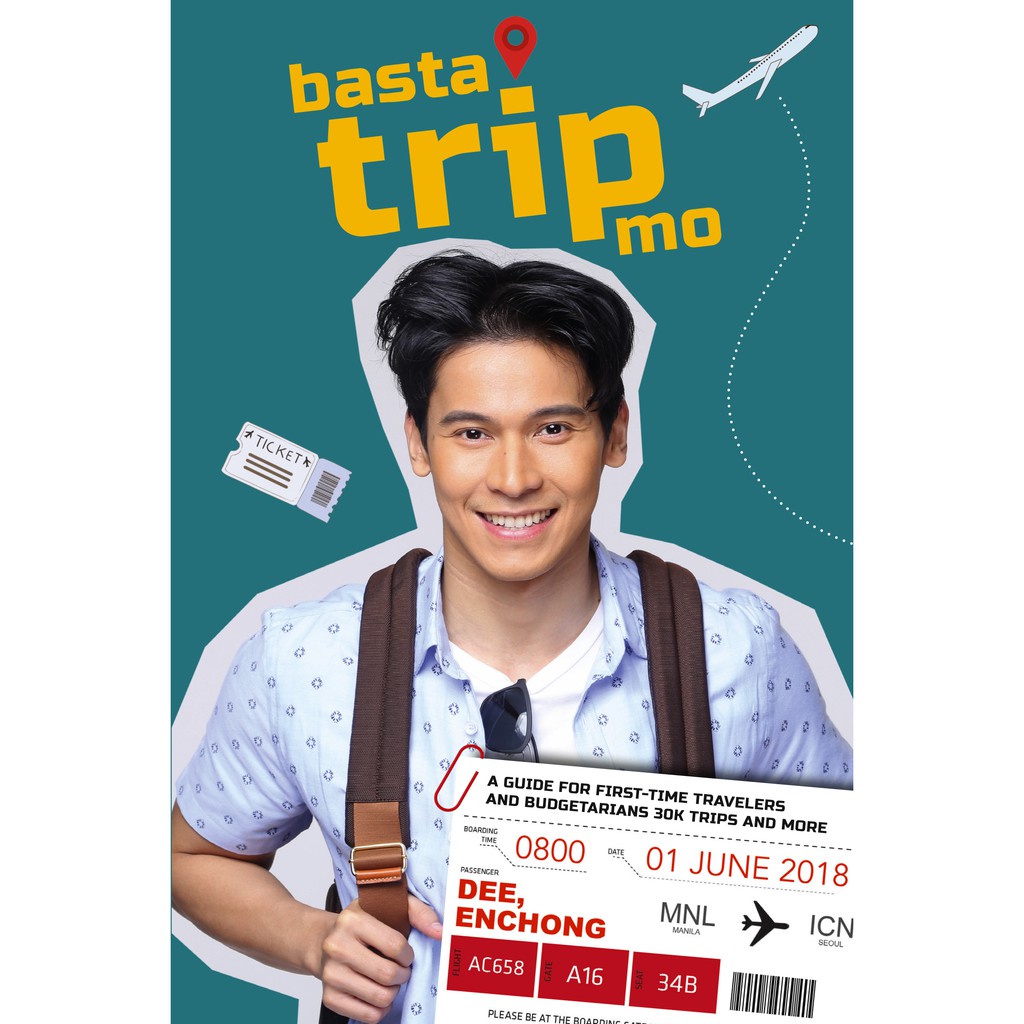 basta
trip
mo
TICKET
A GUIDE FOR FIRST-TIME TRAVELERS
AND BUDGETARIANS 30K TRIPS AND MORE
BOARDING
TIME
0800
DATE
01 JUNE 2018
PASSENGER
DEE,
ENCHONG
MNL
MANILA
ICN
SEOUL
FLIGHT
AC658
GATE
A16
SEAT
34B
PLEASE BE AT THE BOARDING GATE